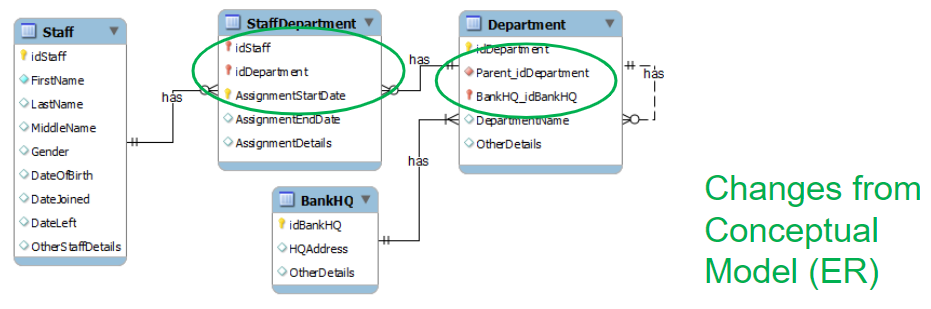 Staff
idStaff
FirstName
LastName
MiddleName
Gender
DateOfBirth
DateJoined
DateLeft
OtherStaffDetails
has
StaffDepartment
idStaff
idDepartment
AssignmentStartDate
AssignmentEndDate
AssignmentDetails
has
Department
idDepartment
Parent_idDepartment
BankHQ_idBankHQ
DepartmentName
OtherDetails
has
has
BankHQ
idBankHQ
HQAddress
OtherDetails
Changes from
Conceptual
Model (ER)